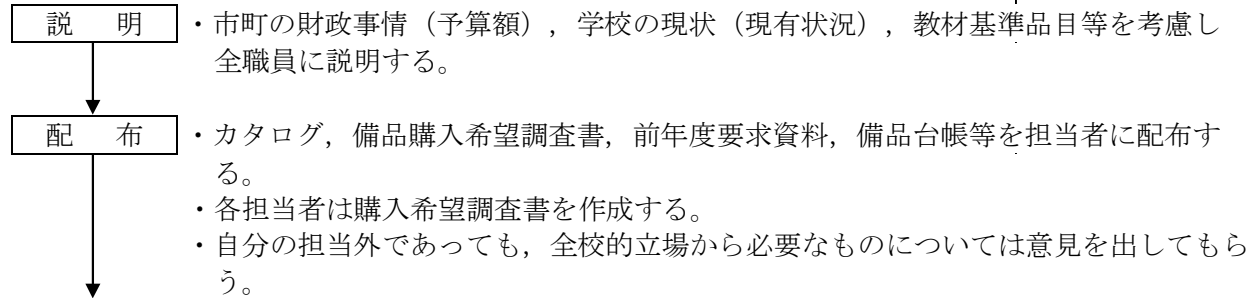 説　明　・市町の財政事情（予算額），学校の現状（現有状況），教材基準品目等を考慮し
全職員に説明する。
配　布　・カタログ，備品購入希望調査書，前年度要求資料，備品台帳等を担当者に配布す
る。
・各担当者は購入希望調査書を作成する。
・自分の担当外であっても，全校的立場から必要なものについては意見を出してもら
う。